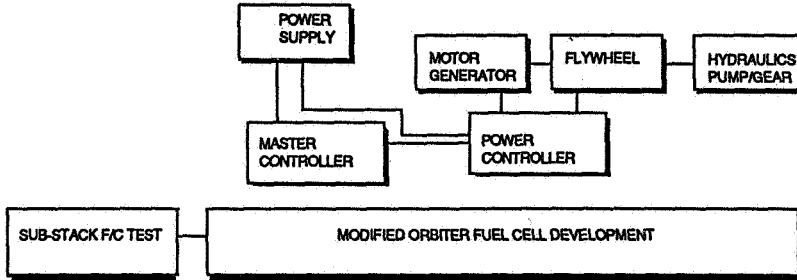 POWER
SUPPLY
MOTOR
GENERATOR
FLYWHEEL
HYDRAULICS
PUMP/GEAR
MASTER
CONTROLLER
POWER
CONTROLLER
SUB-STACK F/C TEST
MODIFIED ORBITER FUEL CELL DEVELOPMENT